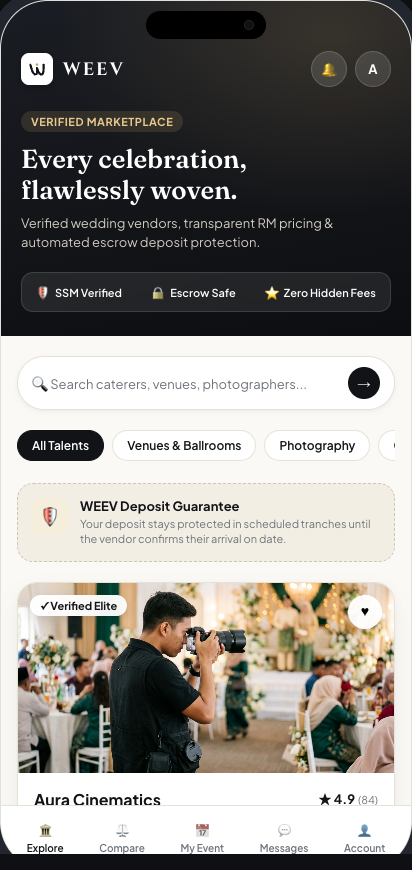 WEEV
A
VERIFIED MARKETPLACE
Every celebration,
flawlessly woven.
Verified wedding vendors, transparent RM pricing &
automated escrow deposit protection.
SSM Verified
Escrow Safe
Zero Hidden Fees
Search caterers, venues, photographers...
All Talents
Venues & Ballrooms
Photography
WEEV Deposit Guarantee
Your deposit stays protected in scheduled tranches until
the vendor confirms their arrival on date.
✓Verified Elite
Aura Cinematics
★ 4.9 (84)
Explore
Compare
My Event
Messages
Account